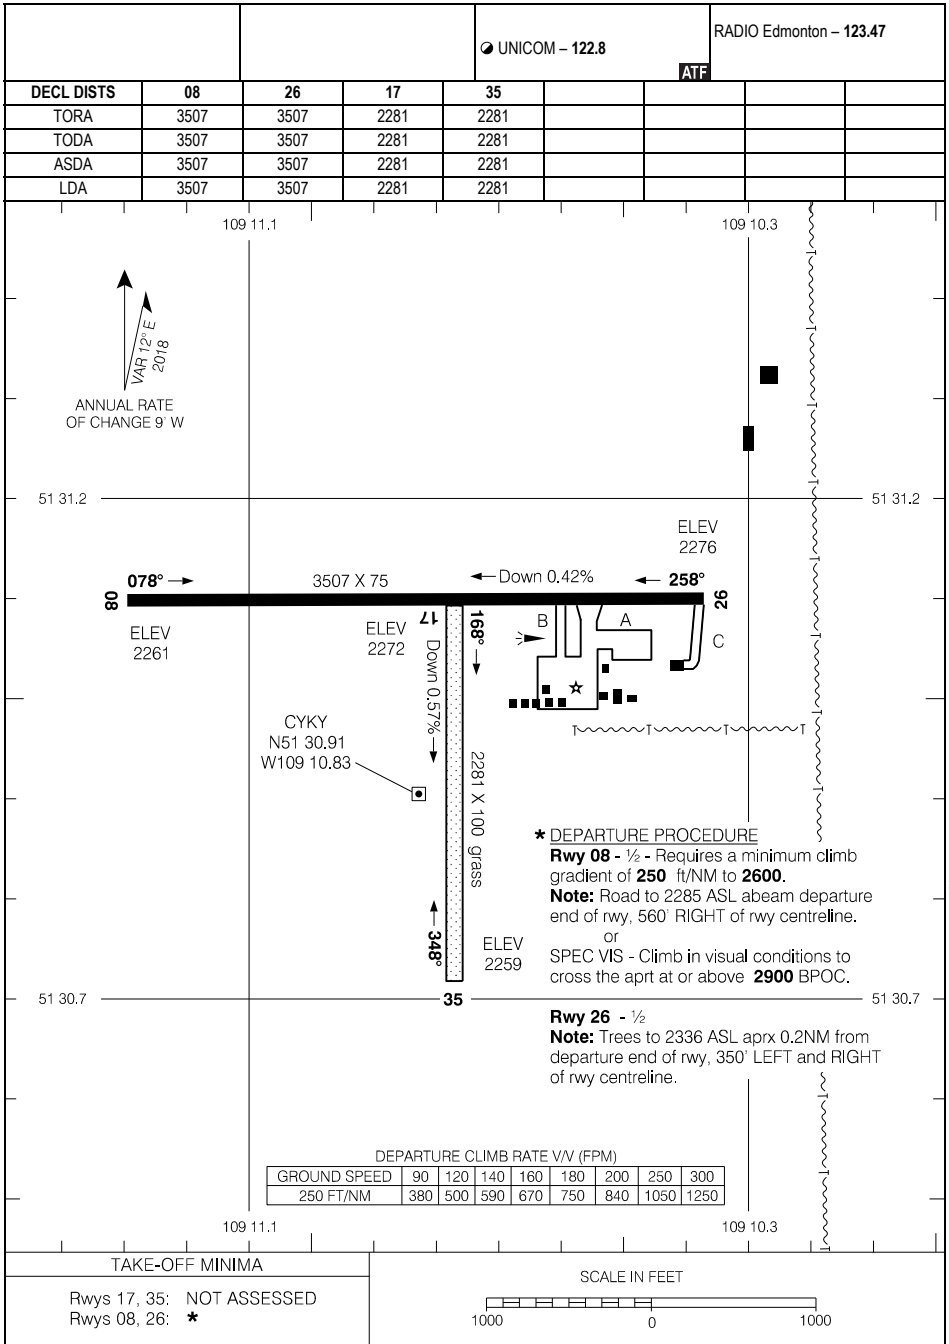 UNICOM – 122.8
ATF
RADIO Edmonton – 123.47
DECL DISTS 08 26 17 35
TORA 3507 3507 2281 2281
TODA 3507 3507 2281 2281
ASDA 3507 3507 2281 2281
LDA 3507 3507 2281 2281
109 11.1 109 10.3
VAR 12° E
2018
ANNUAL RATE
OF CHANGE 9' W
51 31.2 51 31.2
ELEV
2276
078° 3507 X 75 Down 0.42% 258°
08 26
ELEV
2261
ELEV
2272
17
168°
Down 0.57%
B A C
CYKY
N51 30.91
W109 10.83
2281 X 100 grass
348°
ELEV
2259
35
51 30.7 51 30.7
* DEPARTURE PROCEDURE
Rwy 08 - ½ - Requires a minimum climb
gradient of 250 ft/NM to 2600.
Note: Road to 2285 ASL abeam departure
end of rwy, 560' RIGHT of rwy centreline.
or
SPEC VIS - Climb in visual conditions to
cross the aprt at or above 2900 BPOC.
Rwy 26 - ½
Note: Trees to 2336 ASL aprx 0.2NM from
departure end of rwy, 350' LEFT and RIGHT
of rwy centreline.
T T T T T T T T T T T T T T
DEPARTURE CLIMB RATE V/V (FPM)
GROUND SPEED 90 120 140 160 180 200 250 300
250 FT/NM 380 500 590 670 750 840 1050 1250
109 11.1 109 10.3
TAKE-OFF MINIMA
Rwys 17, 35: NOT ASSESSED
Rwys 08, 26: *
SCALE IN FEET
1000 0 1000